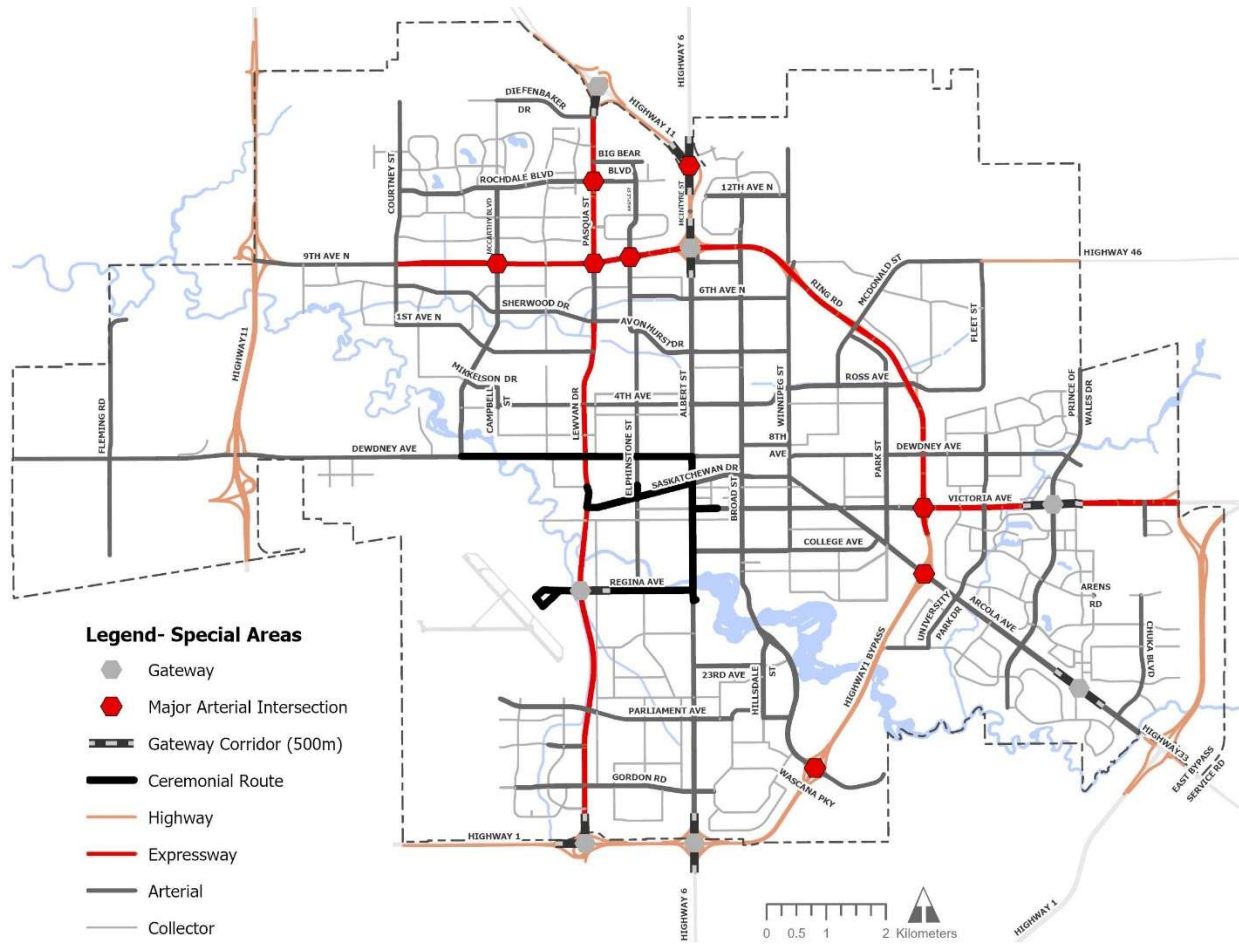 HIGHWAY 6
DIEFENBAKER
DR
HIGHWAY 11
BIG BEAR
BLVD
ROCHDALE BLVD
COURTNEY ST
MCCARTHY BLVD
PASQUA ST
MCINTYRE ST
12TH AVE N
9TH AVE N
HIGHWAY 46
SHERWOOD DR
6TH AVE N
RING RD
MCDONALD ST
FLEET ST
1ST AVE N
AVONHURST DR
HIGHWAY11
MIKKELSON DR
ROSS AVE
FLEMING RD
CAMPBELL
ST
LEWVAN DR
4TH AVE
ALBERT ST
WINNIPEG ST
PRINCE OF
WALES DR
8TH
AVE
DEWDNEY AVE
DEWDNEY AVE
ELPHINSTONE ST
SASKATCHEWAN DR
BROAD ST
PARK ST
VICTORIA AVE
COLLEGE AVE
REGINA AVE
ARENS
RD
UNIVERSITY
PARK DR
ARCOLA AVE
CHUKA BLVD
HIGHWAY1 BYPASS
23RD AVE
HILLSDALE
ST
PARLIAMENT AVE
HIGHWAY33
EAST BYPASS
SERVICE RD
GORDON RD
WASCANA PKY
HIGHWAY 1
HIGHWAY 6
HIGHWAY 1
Legend- Special Areas
Gateway
Major Arterial Intersection
Gateway Corridor (500m)
Ceremonial Route
Highway
Expressway
Arterial
Collector
0 0.5 1 2 Kilometers